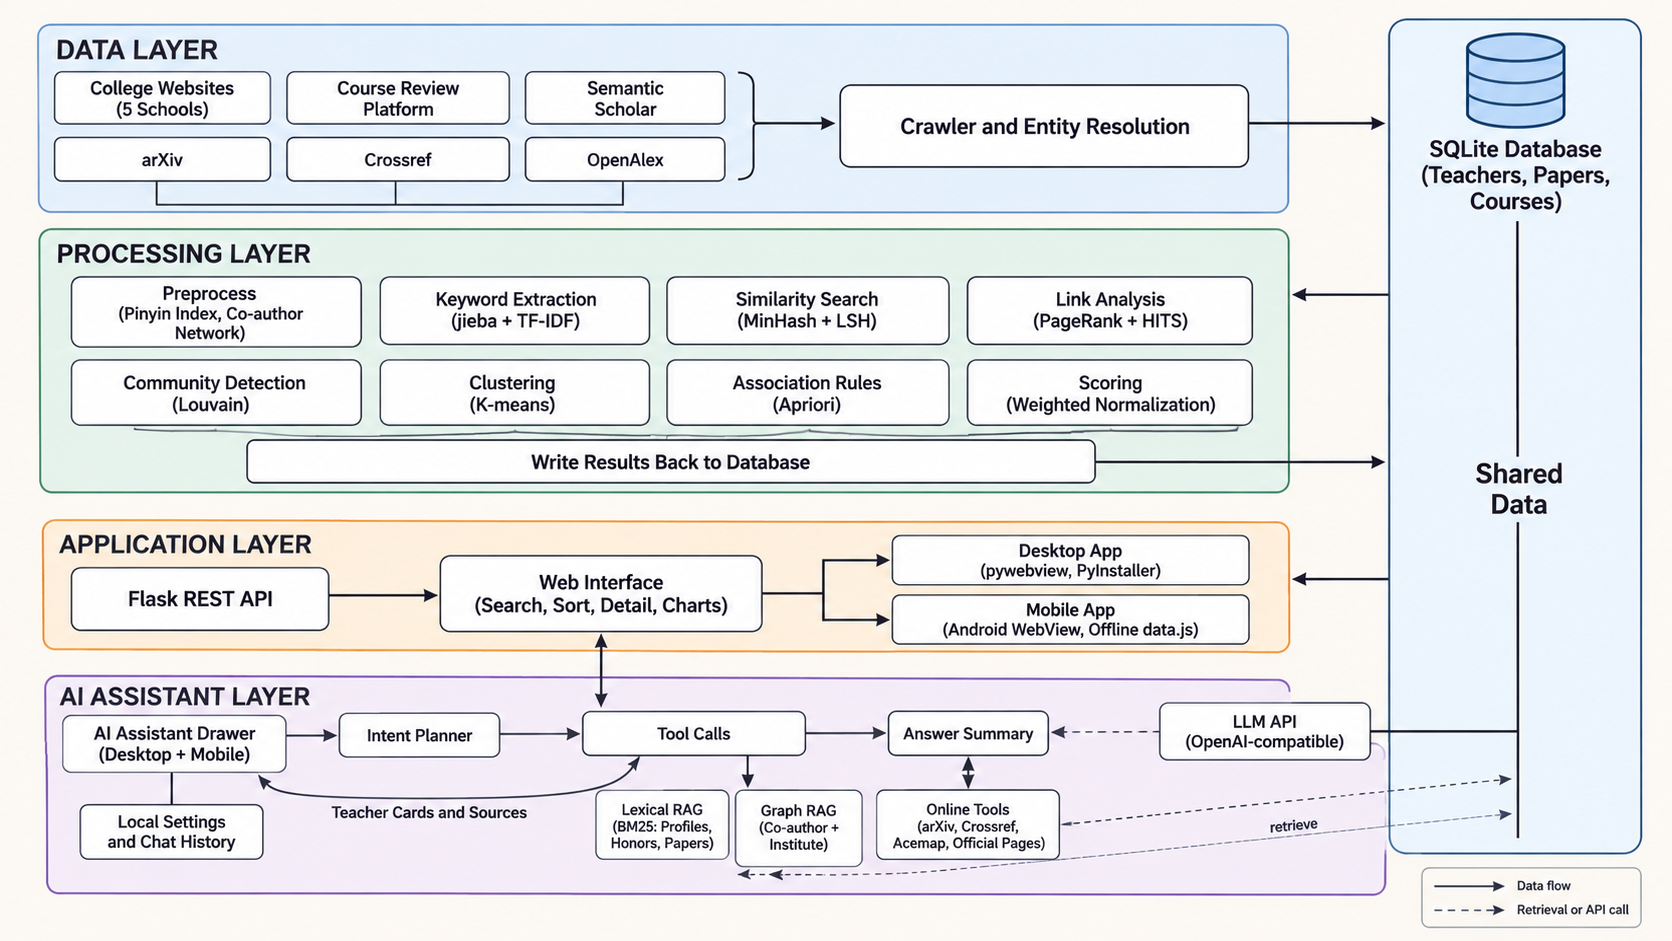 DATA LAYER
College Websites
(5 Schools)
Course Review
Platform
Semantic
Scholar
arXiv
Crossref
OpenAlex
Crawler and Entity Resolution
SQLite Database
(Teachers, Papers,
Courses)
PROCESSING LAYER
Preprocess
(Pinyin Index, Co-author
Network)
Keyword Extraction
(jieba + TF-IDF)
Similarity Search
(MinHash + LSH)
Link Analysis
(PageRank + HITS)
Community Detection
(Louvain)
Clustering
(K-means)
Association Rules
(Apriori)
Scoring
(Weighted Normalization)
Write Results Back to Database
Shared
Data
APPLICATION LAYER
Flask REST API
Web Interface
(Search, Sort, Detail, Charts)
Desktop App
(pywebview, PyInstaller)
Mobile App
(Android WebView, Offline data.js)
AI ASSISTANT LAYER
AI Assistant Drawer
(Desktop + Mobile)
Intent Planner
Tool Calls
Answer Summary
LLM API
(OpenAI-compatible)
Local Settings
and Chat History
Teacher Cards and Sources
Lexical RAG
(BM25: Profiles,
Honors, Papers)
Graph RAG
(Co-author +
Institute)
Online Tools
(arXiv, Crossref,
Acemap, Official Pages)
retrieve
Data flow
Retrieval or API call